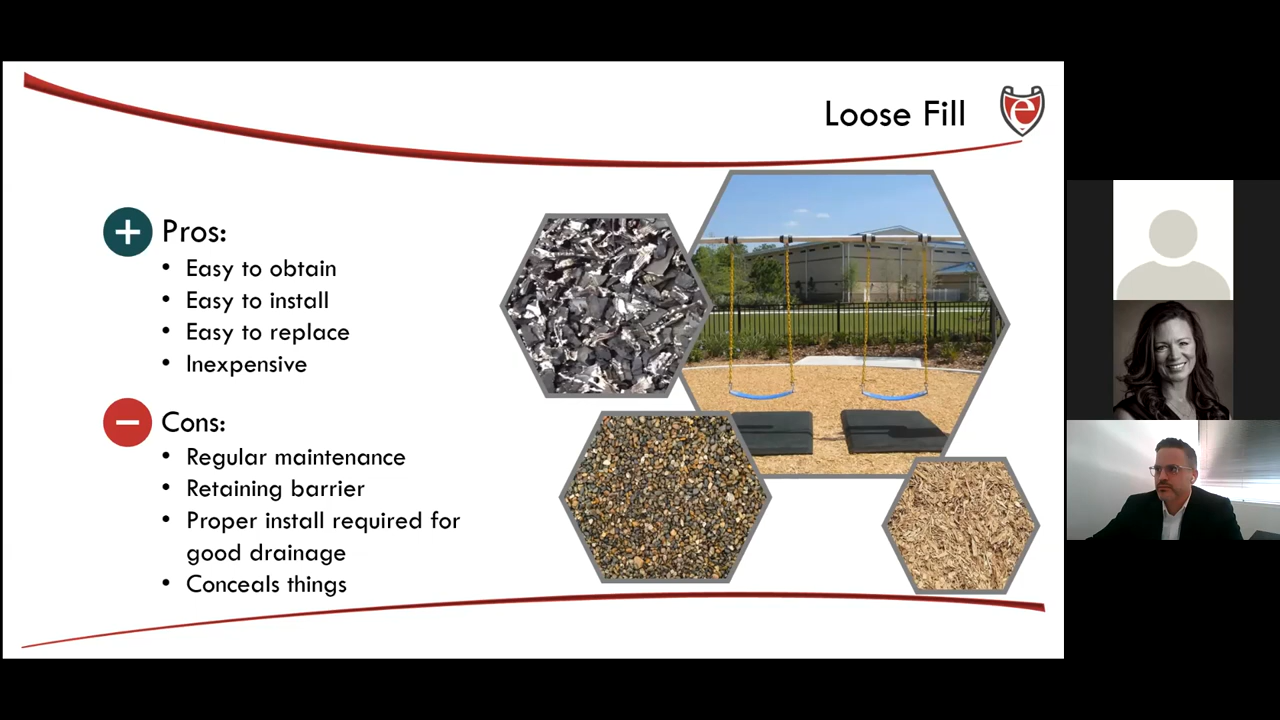 Loose Fill
e
+ Pros:
• Easy to obtain
• Easy to install
• Easy to replace
• Inexpensive
− Cons:
• Regular maintenance
• Retaining barrier
• Proper install required for
good drainage
• Conceals things